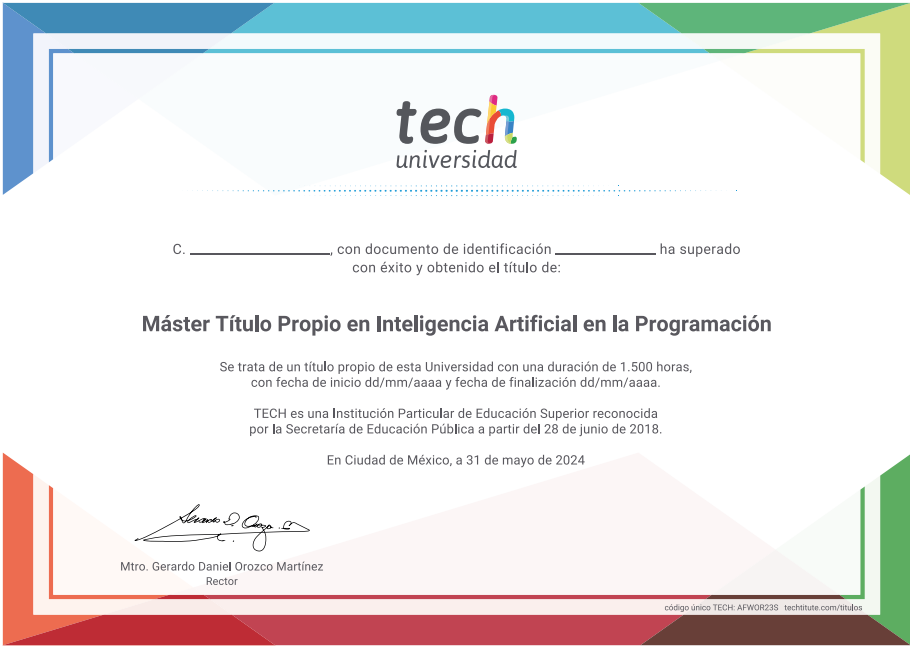 tech
universidad
C. ____________________, con documento de identificación ______________ ha superado
con éxito y obtenido el título de:
Máster Título Propio en Inteligencia Artificial en la Programación
Se trata de un título propio de esta Universidad con una duración de 1.500 horas,
con fecha de inicio dd/mm/aaaa y fecha de finalización dd/mm/aaaa.
TECH es una Institución Particular de Educación Superior reconocida
por la Secretaría de Educación Pública a partir del 28 de junio de 2018.
En Ciudad de México, a 31 de mayo de 2024
Mtro. Gerardo Daniel Orozco Martínez
Rector
código único TECH: AFWOR23S techtitute.com/titulos